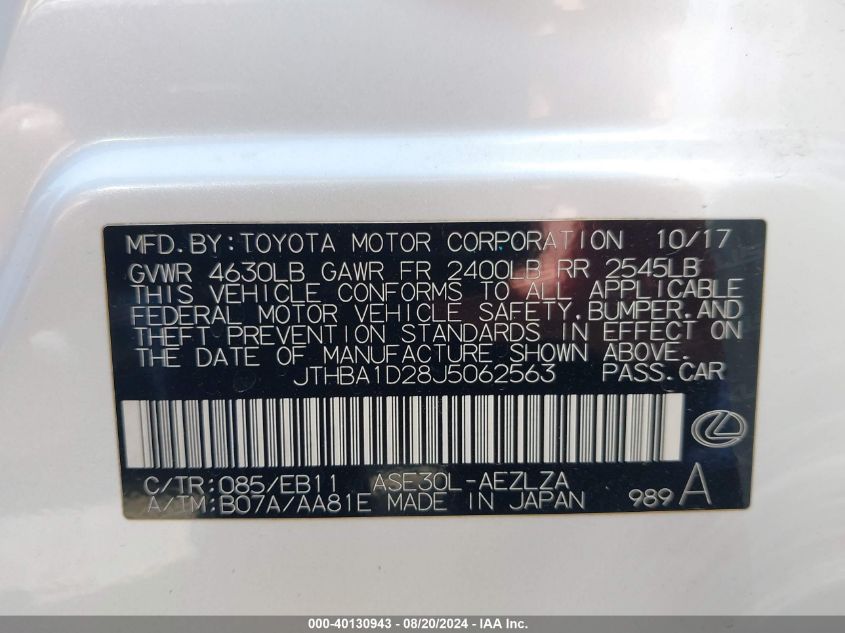 MFD.BY:TOYOTA MOTOR CORPORATION 10/17
GVWR 4630LB GAWR FR 2400LB RR 2545LB
THIS VEHICLE CONFORMS TO ALL APPLICABLE
FEDERAL MOTOR VEHICLE SAFETY,BUMPER,AND
THEFT PREVENTION STANDARDS IN EFFECT ON
THE DATE OF MANUFACTURE SHOWN ABOVE.
JTHBA1D28J5062563 PASS.CAR
C/TR:085/EB11 ASE30L-AEZLZA
A/TM:B07A/AA81E MADE IN JAPAN 989 A
000-40130943 - 08/20/2024 - IAA Inc.